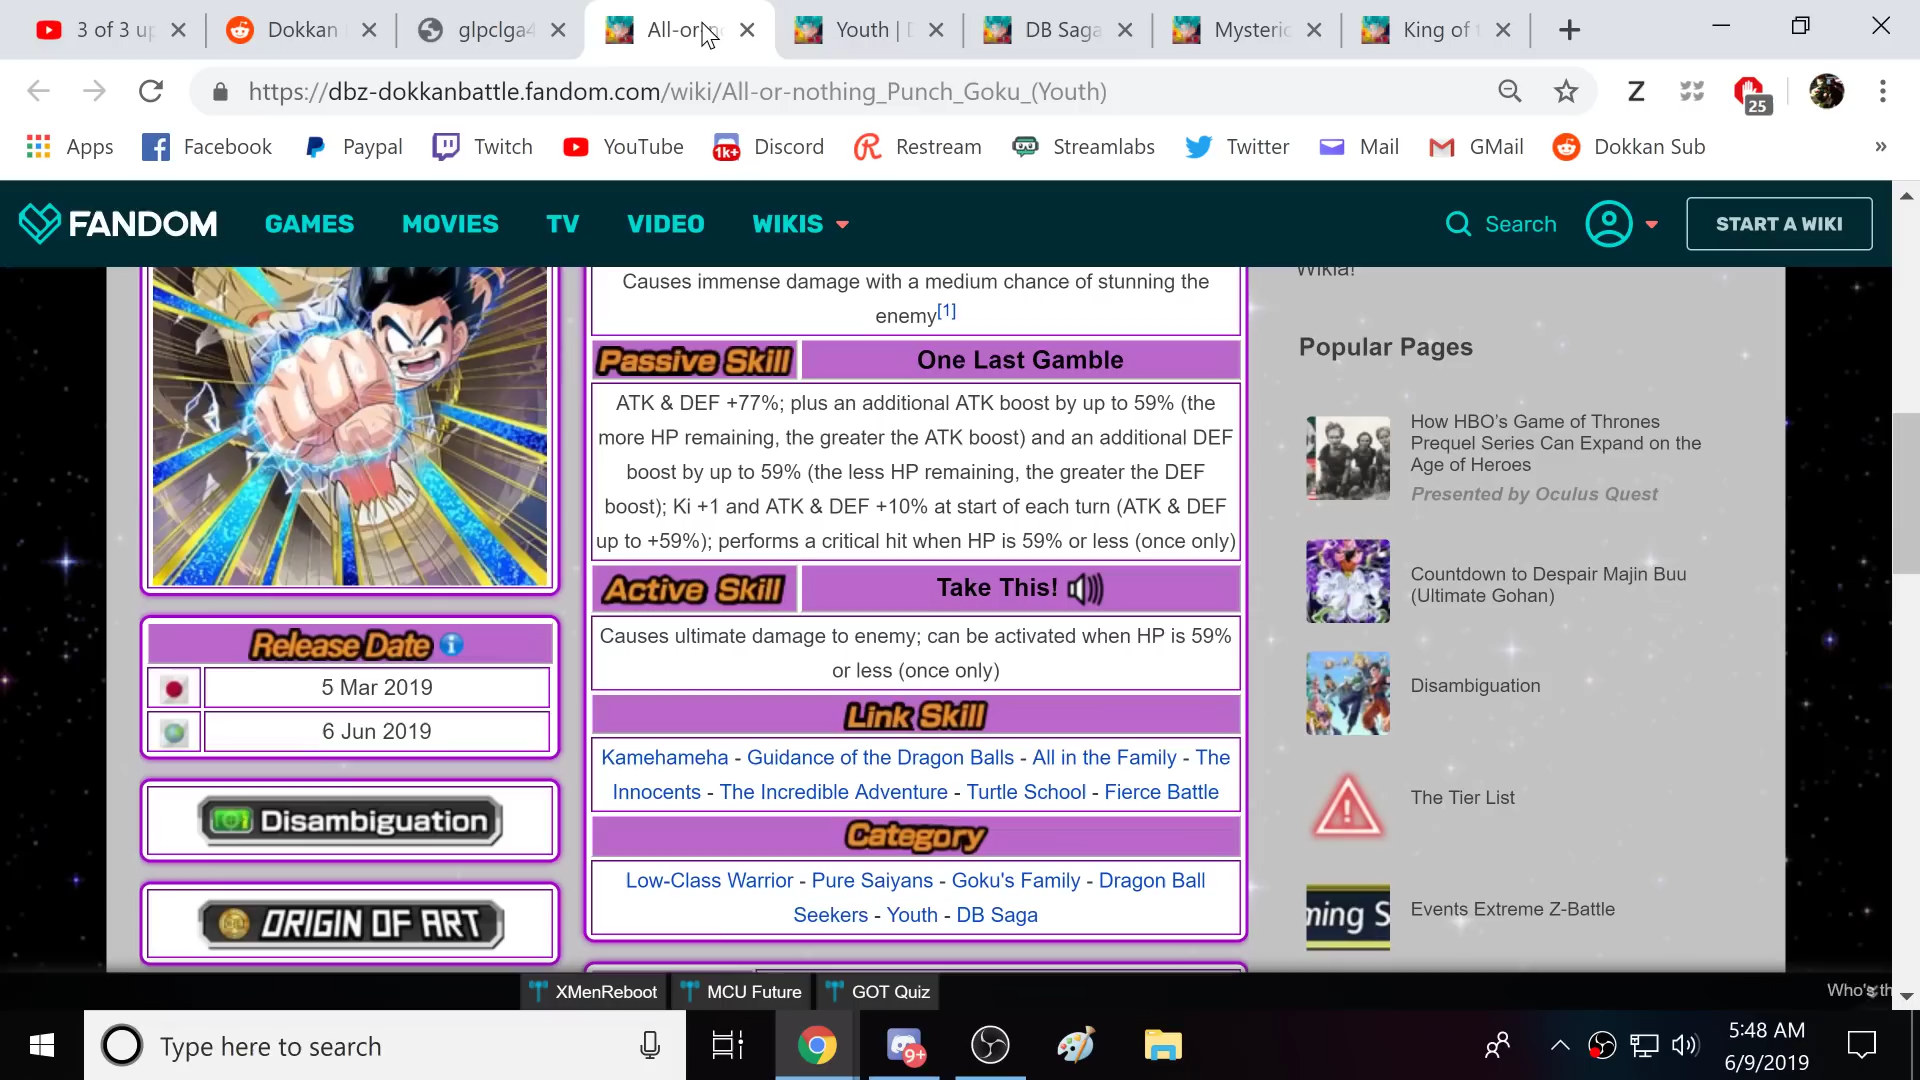 3 of 3 up
Dokkan
glpclga4
All-or-
Youth |
DB Saga
Mysteric
King of
https://dbz-dokkanbattle.fandom.com/wiki/All-or-nothing_Punch_Goku_(Youth)
25
Apps
Facebook
Paypal
Twitch
YouTube
1k+
Discord
Restream
Streamlabs
Twitter
Mail
GMail
Dokkan Sub
»
FANDOM
GAMES
MOVIES
TV
VIDEO
WIKIS
Search
START A WIKI
Causes immense damage with a medium chance of stunning the
enemy[1]
Passive Skill
One Last Gamble
ATK & DEF +77%; plus an additional ATK boost by up to 59% (the
more HP remaining, the greater the ATK boost) and an additional DEF
boost by up to 59% (the less HP remaining, the greater the DEF
boost); Ki +1 and ATK & DEF +10% at start of each turn (ATK & DEF
up to +59%); performs a critical hit when HP is 59% or less (once only)
Active Skill
Take This!
Causes ultimate damage to enemy; can be activated when HP is 59%
or less (once only)
Link Skill
Kamehameha - Guidance of the Dragon Balls - All in the Family - The
Innocents - The Incredible Adventure - Turtle School - Fierce Battle
Category
Low-Class Warrior - Pure Saiyans - Goku's Family - Dragon Ball
Seekers - Youth - DB Saga
Release Date
5 Mar 2019
6 Jun 2019
Disambiguation
ORIGIN OF ART
Wikia!
Popular Pages
How HBO's Game of Thrones
Prequel Series Can Expand on the
Age of Heroes
Presented by Oculus Quest
Countdown to Despair Majin Buu
(Ultimate Gohan)
Disambiguation
The Tier List
ming S
Events Extreme Z-Battle
XMenReboot
MCU Future
GOT Quiz
Who's th
Type here to search
9+
5:48 AM
6/9/2019